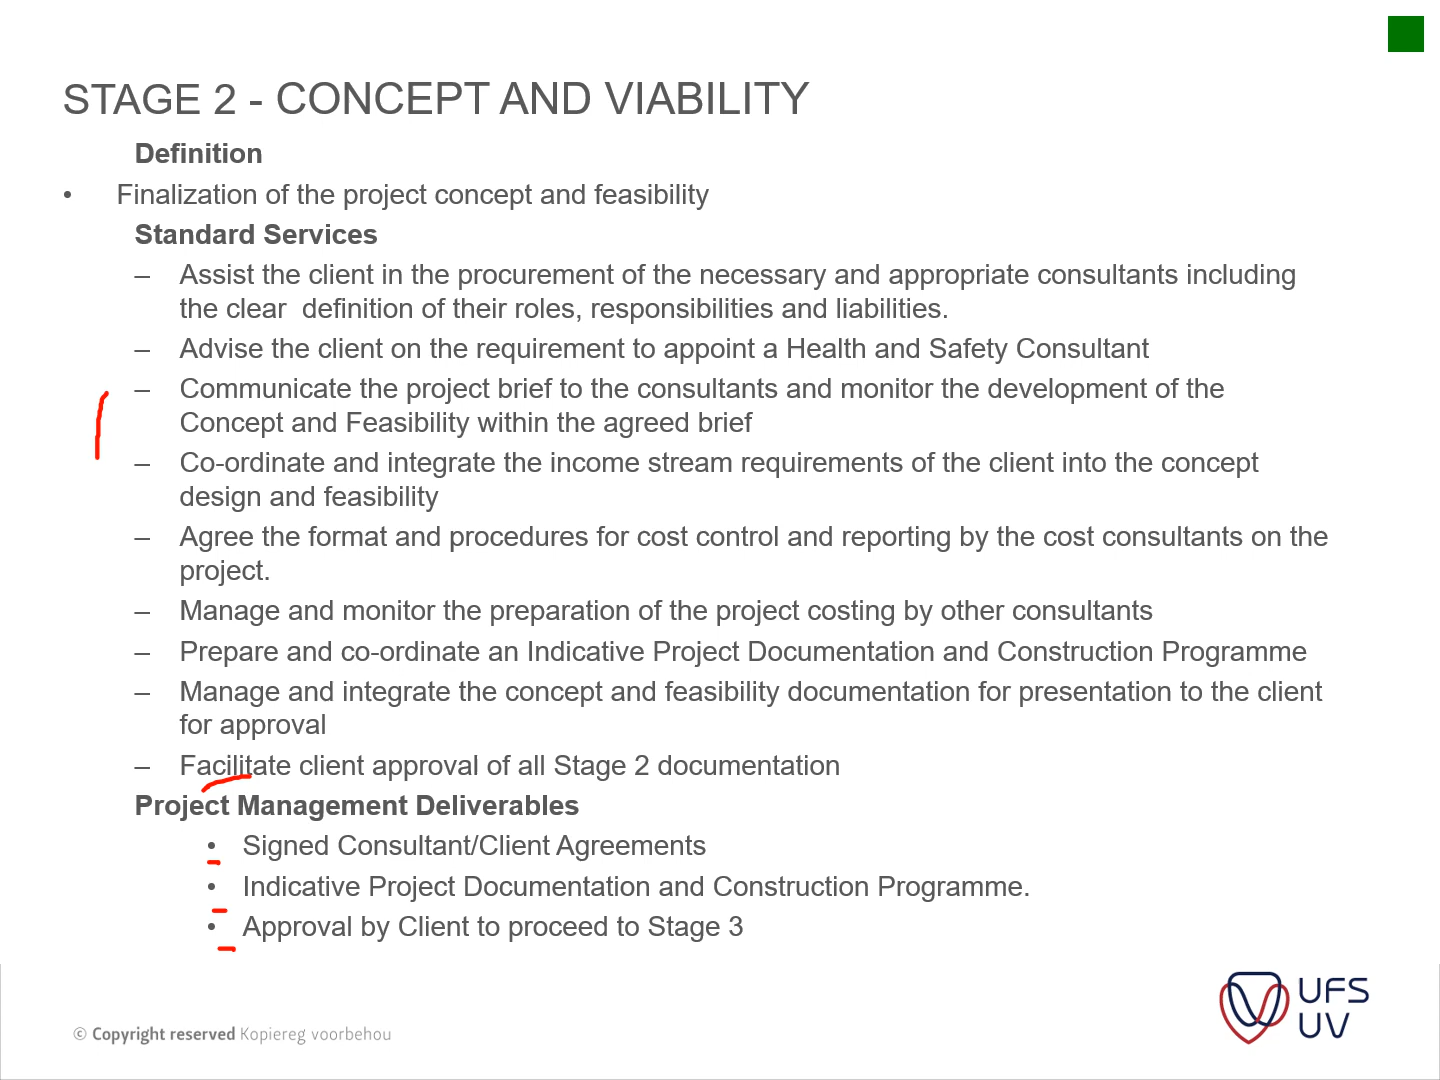 STAGE 2 - CONCEPT AND VIABILITY
Definition
• Finalization of the project concept and feasibility
Standard Services
– Assist the client in the procurement of the necessary and appropriate consultants including
the clear  definition of their roles, responsibilities and liabilities.
– Advise the client on the requirement to appoint a Health and Safety Consultant
– Communicate the project brief to the consultants and monitor the development of the
Concept and Feasibility within the agreed brief
– Co-ordinate and integrate the income stream requirements of the client into the concept
design and feasibility
– Agree the format and procedures for cost control and reporting by the cost consultants on the
project.
– Manage and monitor the preparation of the project costing by other consultants
– Prepare and co-ordinate an Indicative Project Documentation and Construction Programme
– Manage and integrate the concept and feasibility documentation for presentation to the client
for approval
– Facilitate client approval of all Stage 2 documentation
Project Management Deliverables
• Signed Consultant/Client Agreements
• Indicative Project Documentation and Construction Programme.
• Approval by Client to proceed to Stage 3
© Copyright reserved Kopiereg voorbehou
UFS
UV